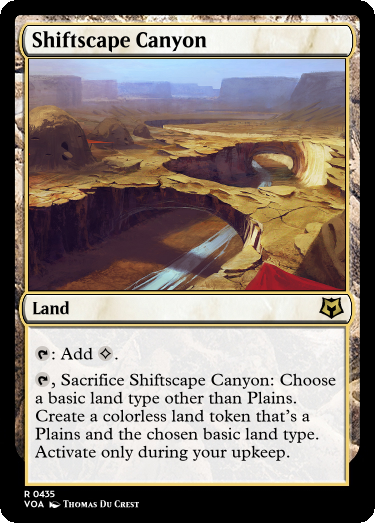 Shiftscape Canyon
Land
: Add .
, Sacrifice Shiftscape Canyon: Choose
a basic land type other than Plains.
Create a colorless land token that's a
Plains and the chosen basic land type.
Activate only during your upkeep.
R 0435
VOA Thomas Du Crest